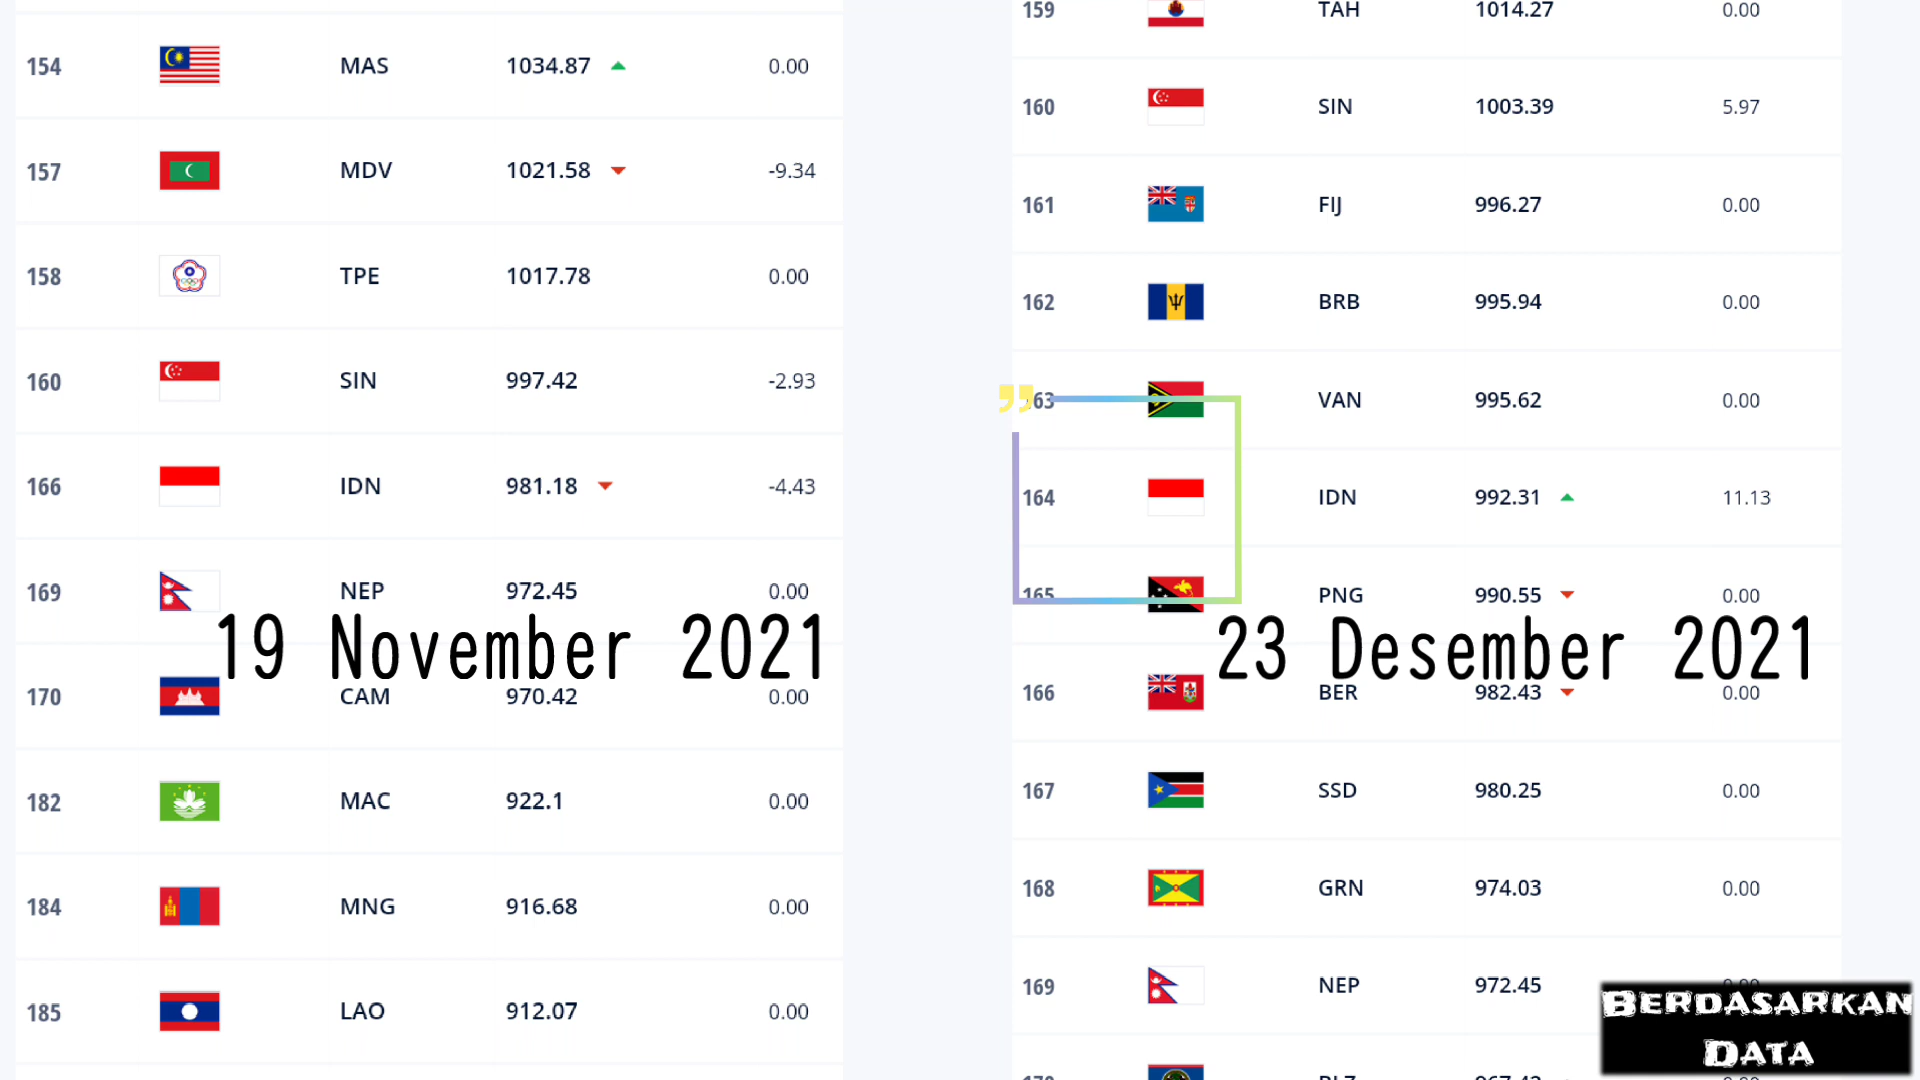 154 MAS 1034.87 0.00
157 MDV 1021.58 -9.34
158 TPE 1017.78 0.00
160 SIN 997.42 -2.93
166 IDN 981.18 -4.43
169 NEP 972.45 0.00
19 November 2021
170 CAM 970.42 0.00
182 MAC 922.1 0.00
184 MNG 916.68 0.00
185 LAO 912.07 0.00
159 TAH 1014.27 0.00
160 SIN 1003.39 5.97
161 FIJ 996.27 0.00
162 BRB 995.94 0.00
163 VAN 995.62 0.00
164 IDN 992.31 11.13
165 PNG 990.55 0.00
23 Desember 2021
166 BER 982.43 0.00
167 SSD 980.25 0.00
168 GRN 974.03 0.00
169 NEP 972.45
Berdasarkan
Data